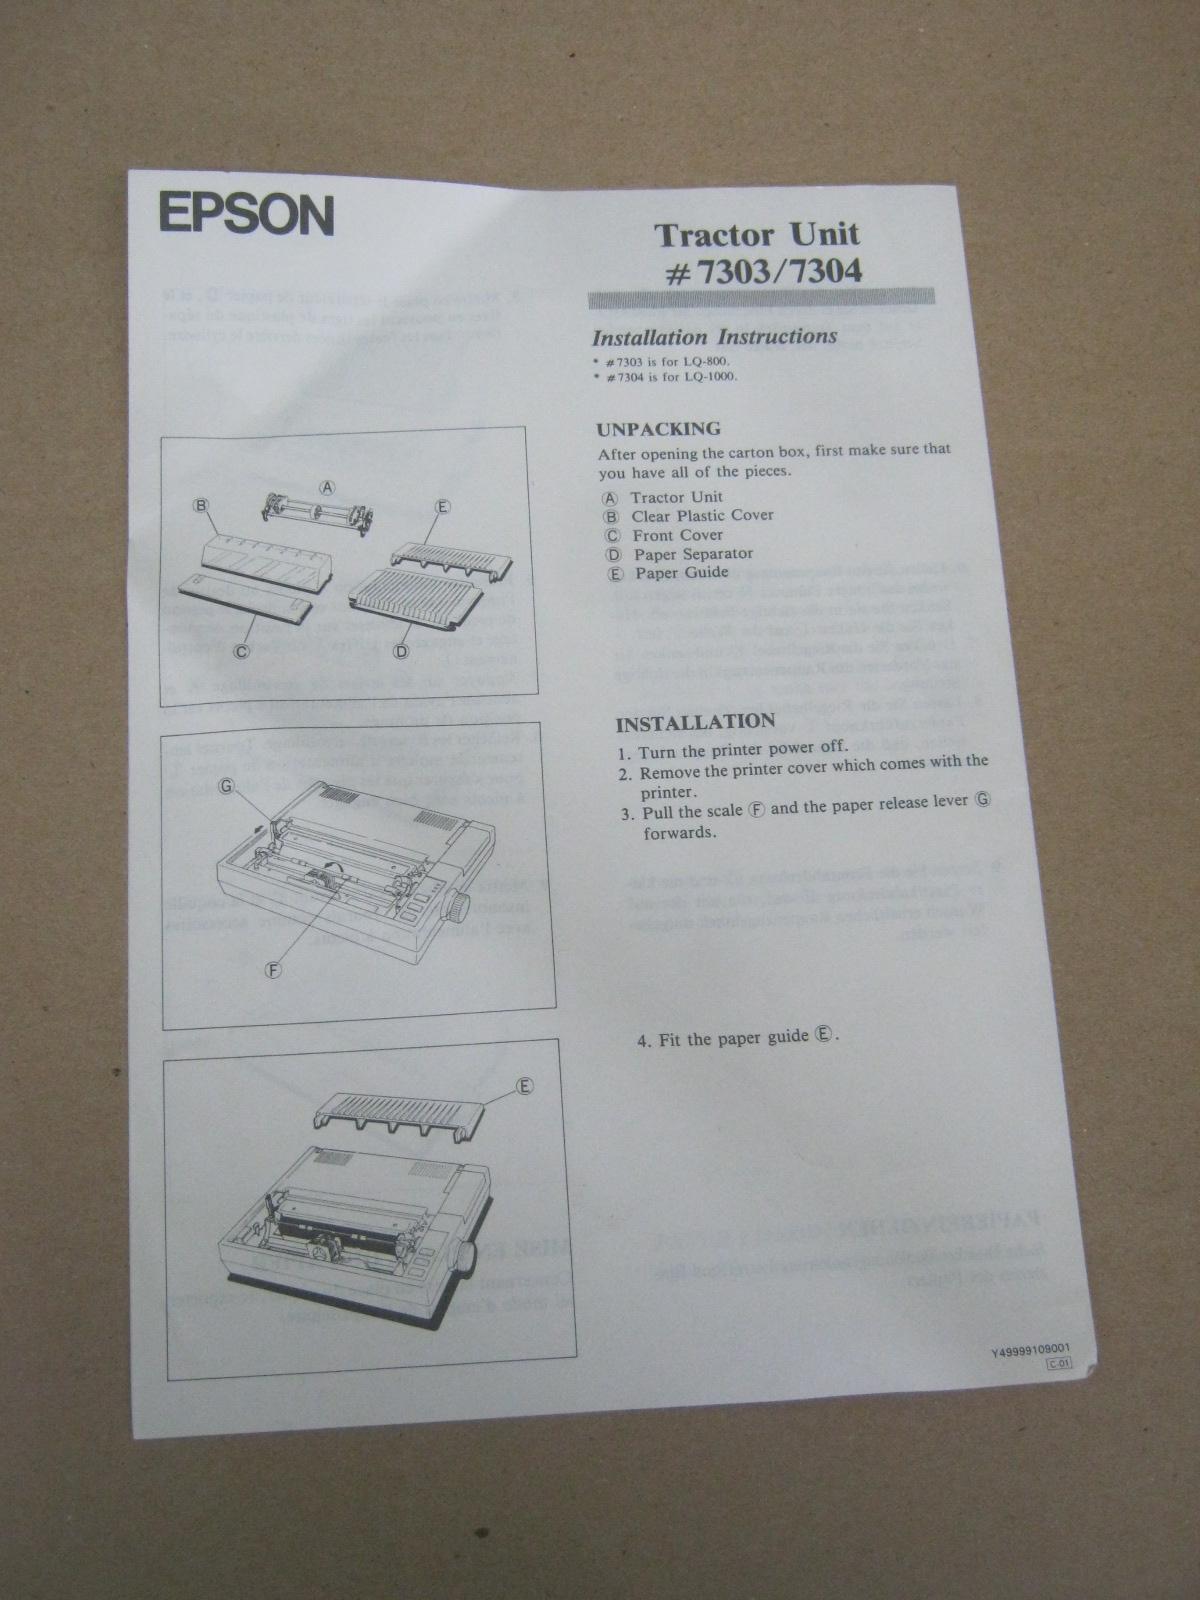 EPSON
Tractor Unit
#7303/7304
Installation Instructions
* #7303 is for LQ-800.
* #7304 is for LQ-1000.
UNPACKING
After opening the carton box, first make sure that
you have all of the pieces.
Ⓐ Tractor Unit
Ⓑ Clear Plastic Cover
Ⓒ Front Cover
Ⓓ Paper Separator
Ⓔ Paper Guide
Ⓐ
Ⓑ
Ⓔ
Ⓒ
Ⓓ
INSTALLATION
1. Turn the printer power off.
2. Remove the printer cover which comes with the
printer.
3. Pull the scale Ⓕ and the paper release lever Ⓖ
forwards.
Ⓖ
Ⓕ
4. Fit the paper guide Ⓔ.
Ⓔ
Y49999109001
C-01